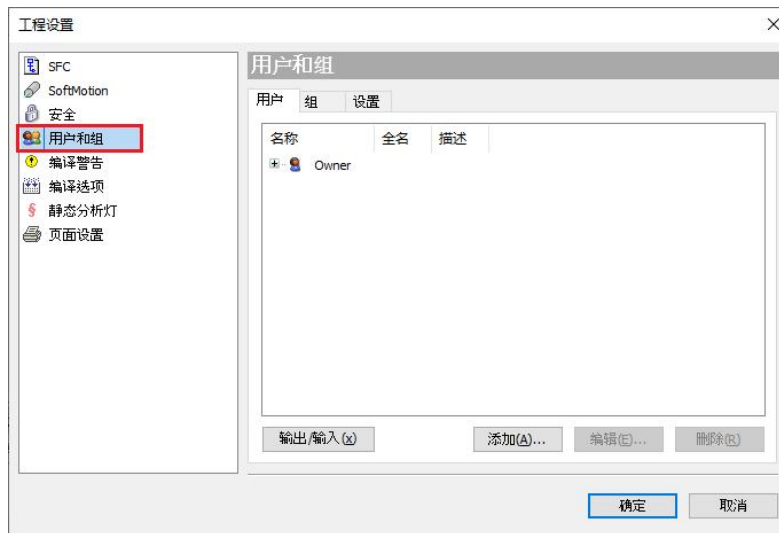 工程设置
SFC
SoftMotion
安全
用户和组
编译警告
编译选项
静态分析灯
页面设置
用户和组
用户 组 设置
名称 全名 描述
Owner
输出/输入(X) 添加(A)... 编辑(E)... 删除(R)
确定 取消